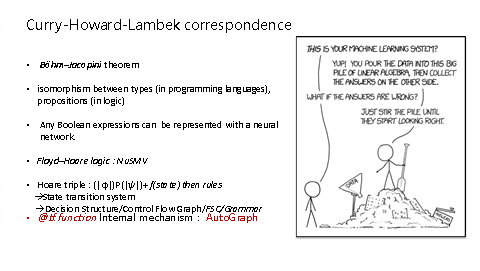 Curry-Howard-Lambek correspondence
• Böhm–Jacopini theorem
• isomorphism between types (in programming languages),
propositions (in logic)
• Any Boolean expressions can be represented with a neural
network.
• Floyd–Hoare logic : NuSMV
• Hoare triple : (|φ|)P(|ψ|)+f(state) then rules
→State transition system
→Decision Structure/Control Flow Graph/FSC/Grammar
• @tf.function Internal mechanism : AutoGraph
THIS IS YOUR MACHINE LEARNING SYSTEM?
YUP! YOU POUR THE DATA INTO THIS BIG
PILE OF LINEAR ALGEBRA, THEN COLLECT
THE ANSWERS ON THE OTHER SIDE.
WHAT IF THE ANSWERS ARE WRONG?
JUST STIR THE PILE UNTIL
THEY START LOOKING RIGHT.
DATA